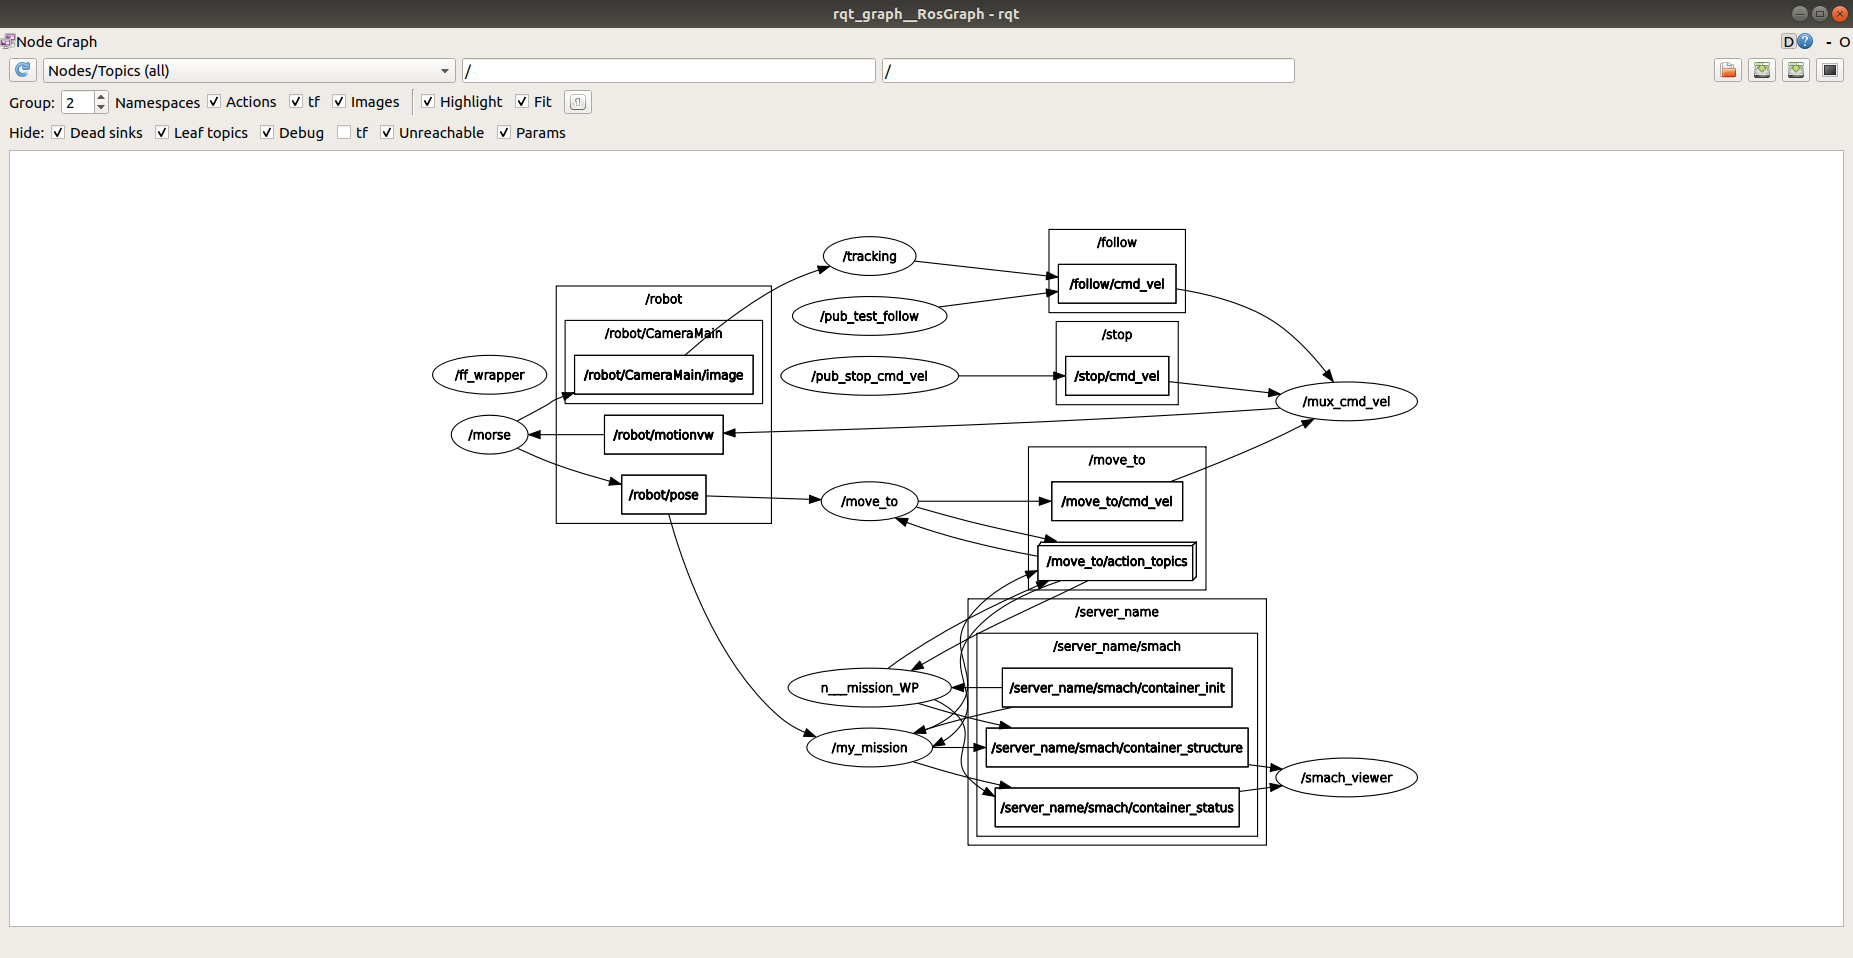 rqt_graph__RosGraph - rqt
Node Graph
D ? - O
Nodes/Topics (all) / /
Group: 2 Namespaces Actions tf Images Highlight Fit
Hide: Dead sinks Leaf topics Debug tf Unreachable Params
/tracking
/follow
/follow/cmd_vel
/pub_test_follow
/robot
/robot/CameraMain
/robot/CameraMain/image
/stop
/stop/cmd_vel
/pub_stop_cmd_vel
/ff_wrapper
/mux_cmd_vel
/morse
/robot/motionvw
/robot/pose
/move_to
/move_to
/move_to/cmd_vel
/move_to/action_topics
/server_name
/server_name/smach
n___mission_WP
/server_name/smach/container_init
/my_mission
/server_name/smach/container_structure
/server_name/smach/container_status
/smach_viewer